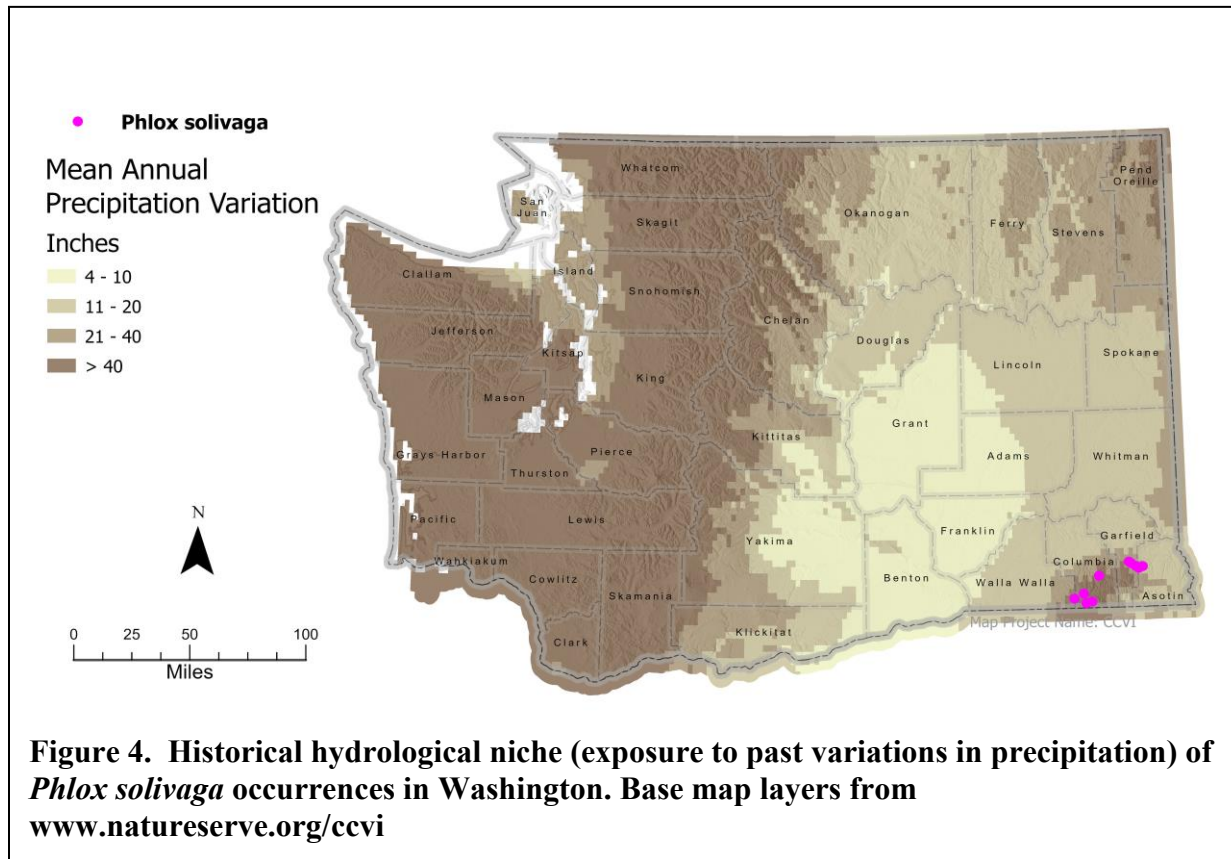 Phlox solivaga
Mean Annual
Precipitation Variation
Inches
4 - 10
11 - 20
21 - 40
> 40
Whatcom
Pend
Oreille
San
Juan
Okanogan
Ferry
Skagit
Stevens
Island
Clallam
Snohomish
Chelan
Jefferson
Douglas
Kitsap
Spokane
Lincoln
King
Mason
Grant
Kittitas
Pierce
Grays Harbor
Adams
Whitman
Thurston
Pacific
Lewis
Franklin
Garfield
Yakima
Wahkiakum
Columbia
Benton
Walla Walla
Cowlitz
Asotin
Skamania
Map Project Name: CCVI
Klickitat
Clark
N
0 25 50 100
Miles
Figure 4. Historical hydrological niche (exposure to past variations in precipitation) of
Phlox solivaga occurrences in Washington. Base map layers from
www.natureserve.org/ccvi